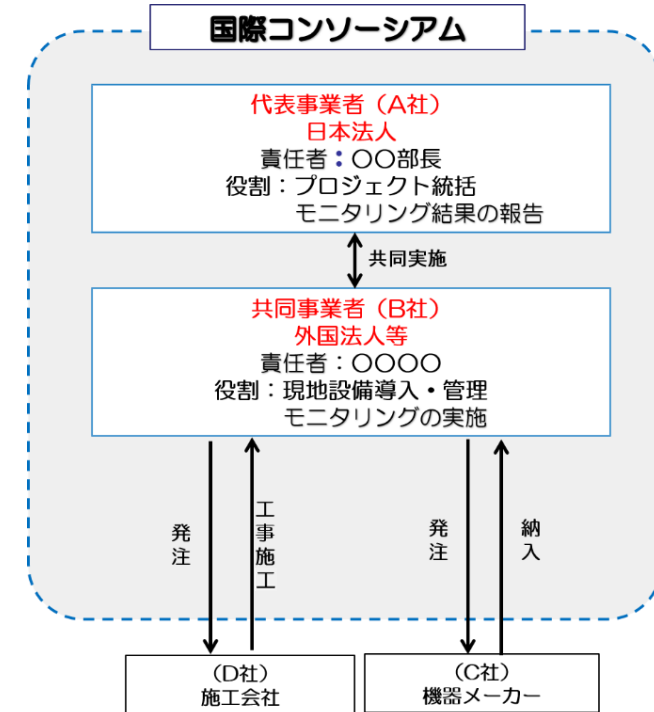 国際コンソーシアム
代表事業者(A社)
日本法人
責任者:〇〇部長
役割:プロジェクト統括
モニタリング結果の報告
共同実施
共同事業者(B社)
外国法人等
責任者:〇〇〇〇
役割:現地設備導入・管理
モニタリングの実施
発注
工事施工
発注
納入
(D社)
施工会社
(C社)
機器メーカー